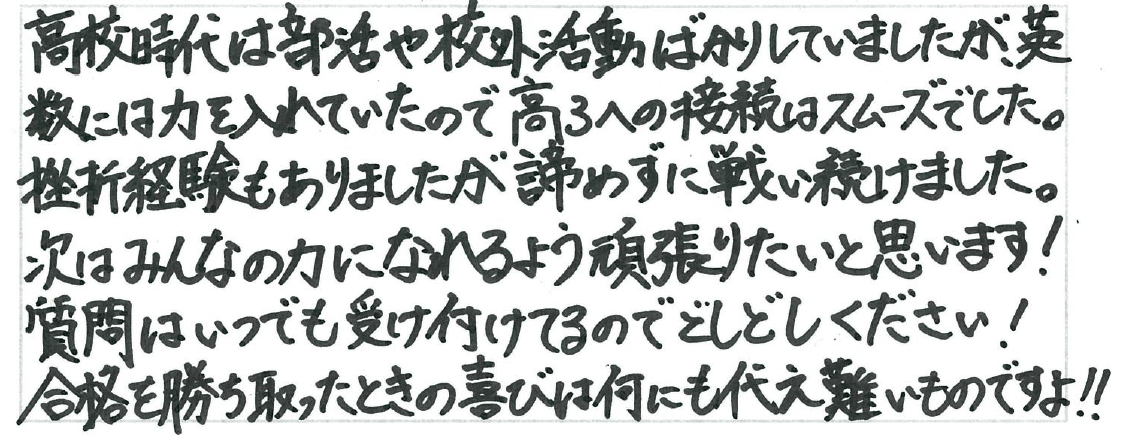 高校時代は部活や校外活動ばかりしていましたが、英
数には力を入れていたので高3への接続はスムーズでした。
挫折経験もありましたが諦めずに戦い続けました。
次はみんなの力になれるよう頑張りたいと思います！
質問はいつでも受け付けてるのでどしどしください！
合格を勝ち取ったときの喜びは何にも代え難いものですよ!!